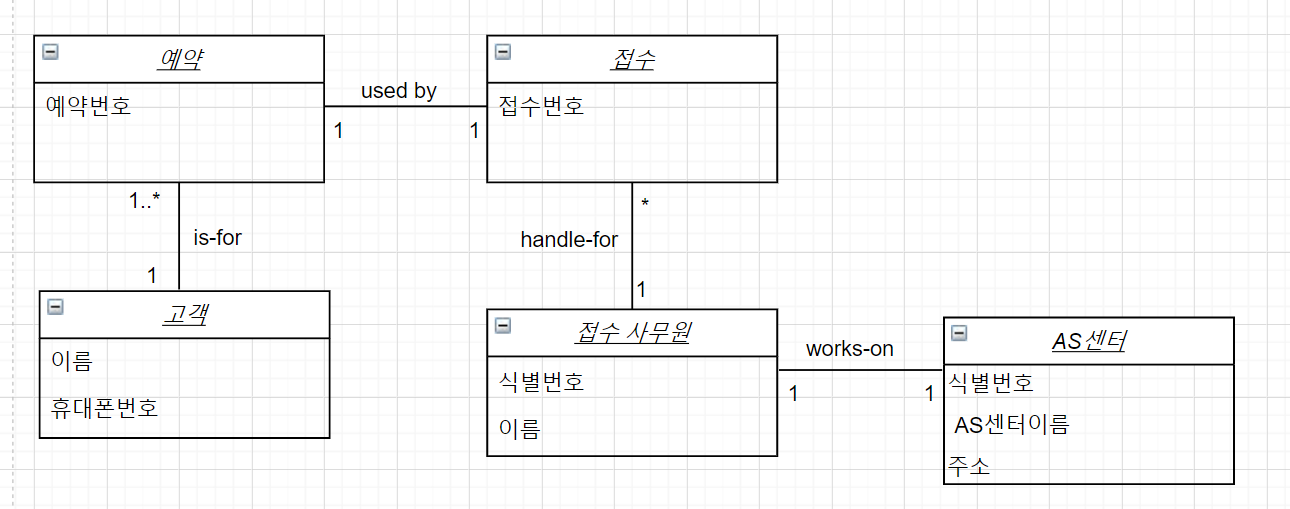 예약
예약번호
used by
1
1
접수
접수번호
1..*
is-for
1
*
handle-for
1
고객
이름
휴대폰번호
접수 사무원
식별번호
이름
works-on
1
1
AS센터
식별번호
AS센터이름
주소